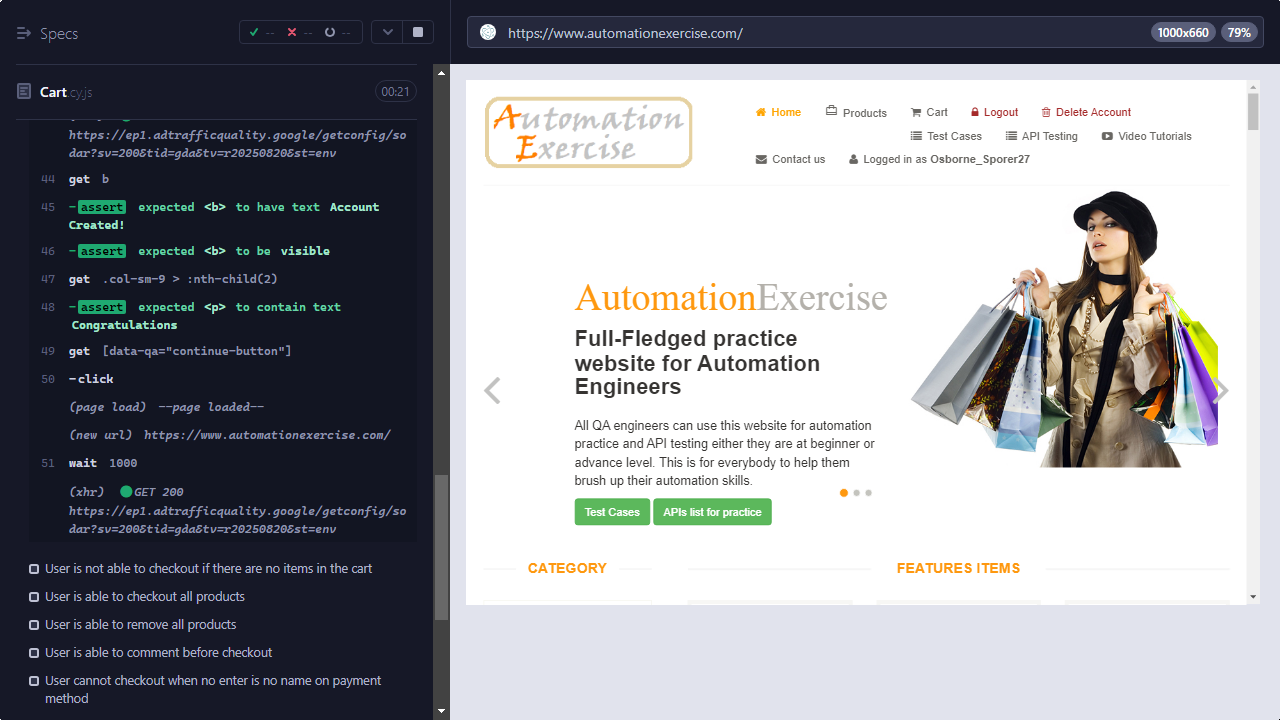 Specs
--
--
--
Cart.cy.js
00:21
https://ep1.adtrafficquality.google/getconfig/so
dar?sv=200&tid=gda&tv=r20250820&st=env
44 get b
45 -assert expected <b> to have text Account
Created!
46 -assert expected <b> to be visible
47 get .col-sm-9 > :nth-child(2)
48 -assert expected <p> to contain text
Congratulations
49 get [data-qa="continue-button"]
50 -click
(page load) --page loaded--
(new url) https://www.automationexercise.com/
51 wait 1000
(xhr) GET 200
https://ep1.adtrafficquality.google/getconfig/so
dar?sv=200&tid=gda&tv=r20250820&st=env
User is not able to checkout if there are no items in the cart
User is able to checkout all products
User is able to remove all products
User is able to comment before checkout
User cannot checkout when no enter is no name on payment
method
https://www.automationexercise.com/
1000x660
79%
Automation
Exercise
Home
Products
Cart
Logout
Delete Account
Test Cases
API Testing
Video Tutorials
Contact us
Logged in as Osborne_Sporer27
AutomationExercise
Full-Fledged practice
website for Automation
Engineers
All QA engineers can use this website for automation
practice and API testing either they are at beginner or
advance level. This is for everybody to help them
brush up their automation skills.
Test Cases
APIs list for practice
CATEGORY
FEATURES ITEMS